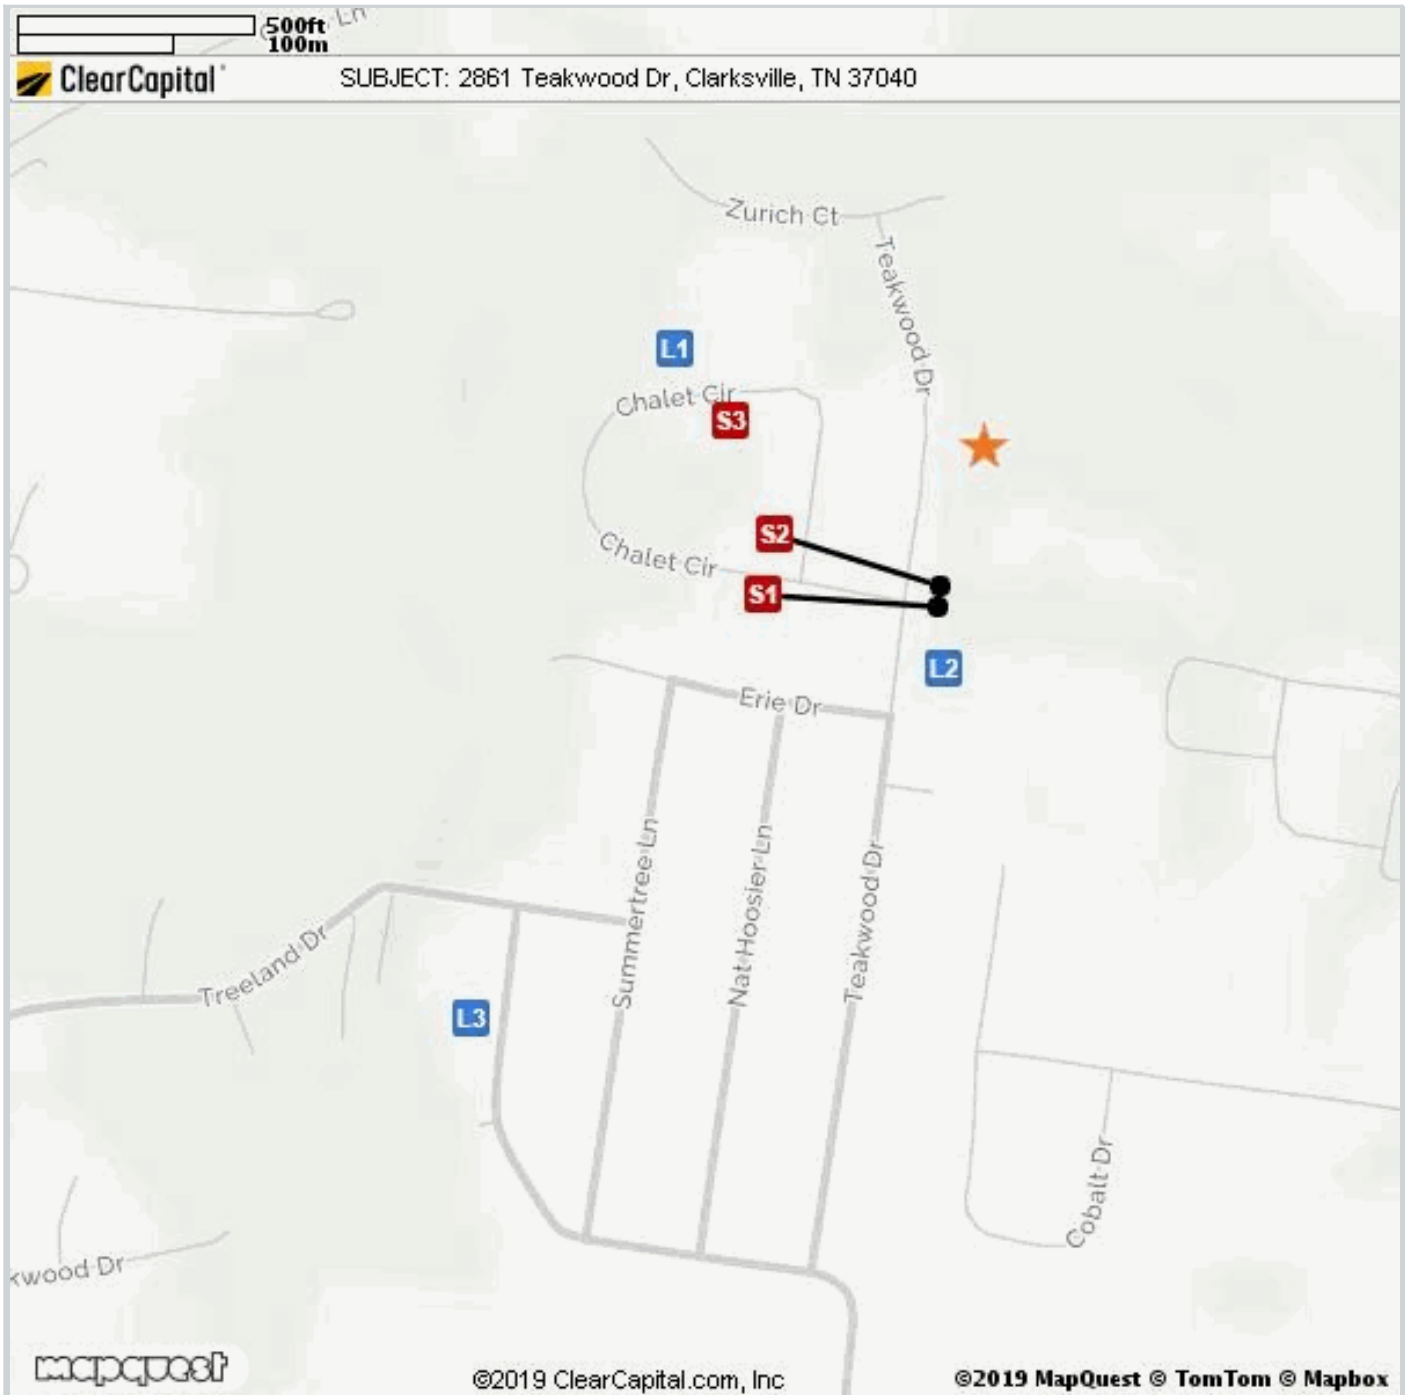 500ft
100m
Ln
ClearCapital
SUBJECT: 2861 Teakwood Dr, Clarksville, TN 37040
Zurich Ct
Teakwood Dr
L1
Chalet Cir
S3
S2
Chalet Cir
S1
L2
Erie Dr
Summertree Ln
Nat Hoosier Ln
Teakwood Dr
Treeland Dr
L3
Cobalt Dr
kwood Dr
mapquest
©2019 ClearCapital.com, Inc
©2019 MapQuest © TomTom © Mapbox